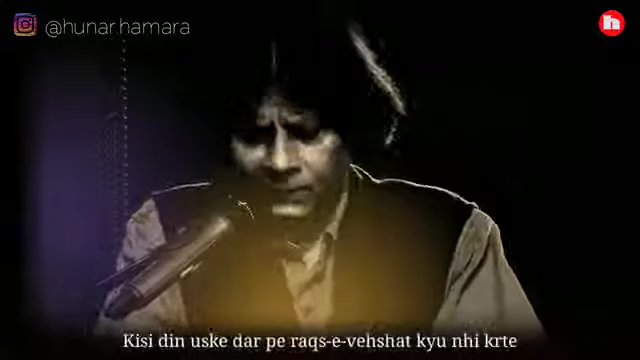 @hunar.hamara
h
Kisi din uske dar pe raqs-e-vehshat kyu nhi krte